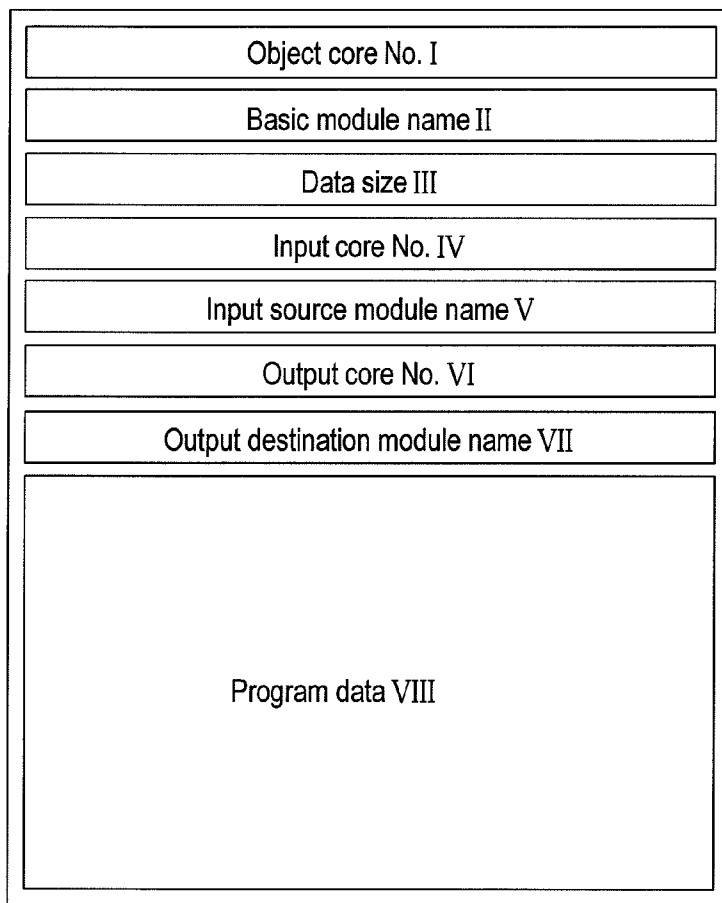 Object core No. I
Basic module name II
Data size III
Input core No. IV
Input source module name V
Output core No. VI
Output destination module name VII
Program data VIII